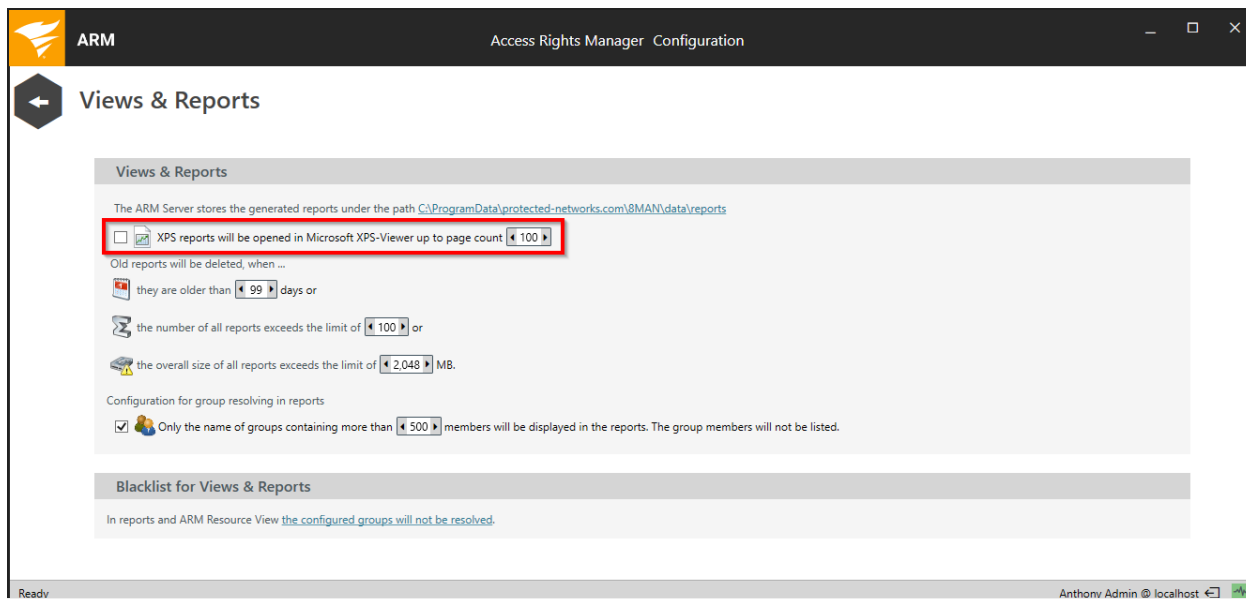 ARM
Access Rights Manager Configuration
Views & Reports
Views & Reports
The ARM Server stores the generated reports under the path C:\ProgramData\protected-networks.com\8MAN\data\reports
XPS reports will be opened in Microsoft XPS-Viewer up to page count 100
Old reports will be deleted, when ...
they are older than 99 days or
the number of all reports exceeds the limit of 100 or
the overall size of all reports exceeds the limit of 2,048 MB.
Configuration for group resolving in reports
Only the name of groups containing more than 500 members will be displayed in the reports. The group members will not be listed.
Blacklist for Views & Reports
In reports and ARM Resource View the configured groups will not be resolved.
Ready
Anthony Admin @ localhost